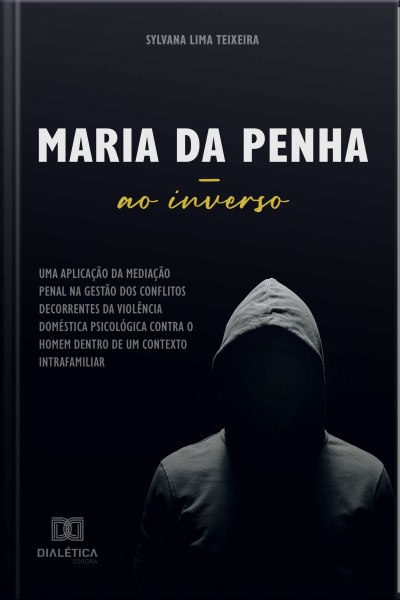 SYLVANA LIMA TEIXEIRA
MARIA DA PENHA
ao inverso
UMA APLICAÇÃO DA MEDIAÇÃO
PENAL NA GESTÃO DOS CONFLITOS
DECORRENTES DA VIOLÊNCIA
DOMÉSTICA PSICOLÓGICA CONTRA O
HOMEM DENTRO DE UM CONTEXTO
INTRAFAMILIAR
DIALÉTICA
EDITORA